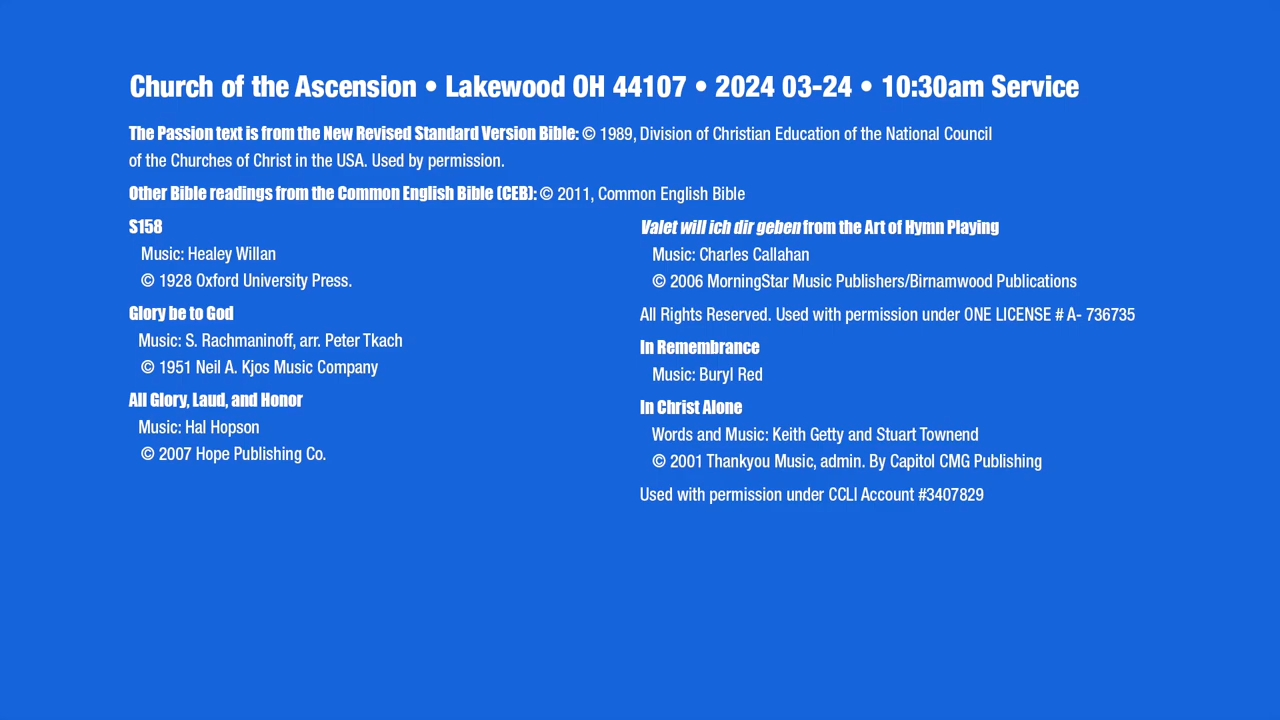 Church of the Ascension • Lakewood OH 44107 • 2024 03-24 • 10:30am Service
The Passion text is from the New Revised Standard Version Bible: © 1989, Division of Christian Education of the National Council
of the Churches of Christ in the USA. Used by permission.
Other Bible readings from the Common English Bible (CEB): © 2011, Common English Bible
S158
Music: Healey Willan
© 1928 Oxford University Press.
Glory be to God
Music: S. Rachmaninoff, arr. Peter Tkach
© 1951 Neil A. Kjos Music Company
All Glory, Laud, and Honor
Music: Hal Hopson
© 2007 Hope Publishing Co.
Valet will ich dir geben from the Art of Hymn Playing
Music: Charles Callahan
© 2006 MorningStar Music Publishers/Birnamwood Publications
All Rights Reserved. Used with permission under ONE LICENSE # A- 736735
In Remembrance
Music: Buryl Red
In Christ Alone
Words and Music: Keith Getty and Stuart Townend
© 2001 Thankyou Music, admin. By Capitol CMG Publishing
Used with permission under CCLI Account #3407829